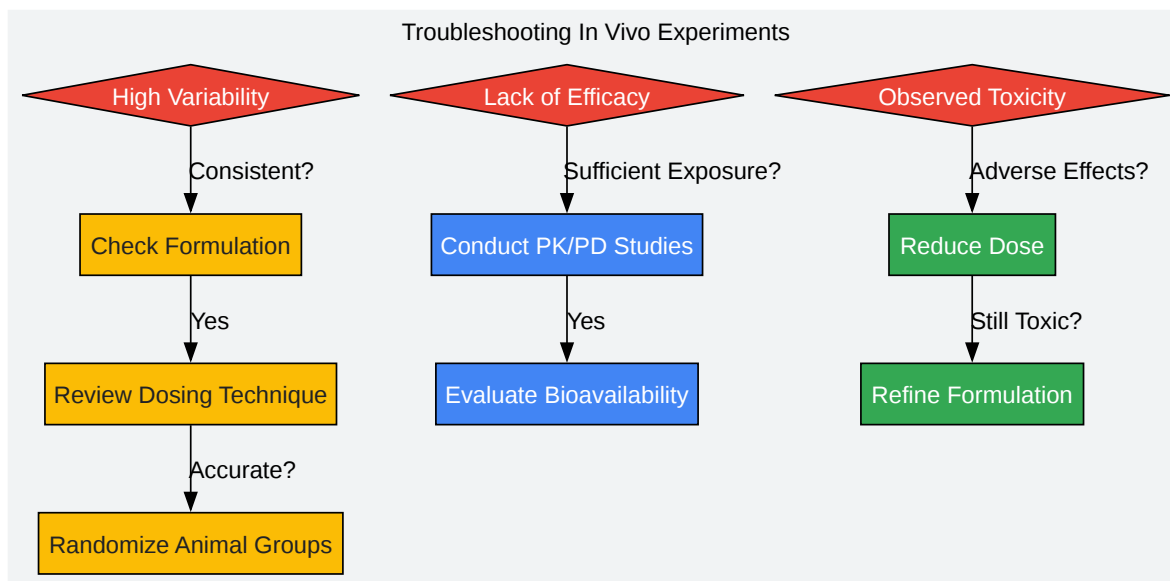 Troubleshooting In Vivo Experiments
High Variability
Lack of Efficacy
Observed Toxicity
Consistent?
Sufficient Exposure?
Adverse Effects?
Check Formulation
Conduct PK/PD Studies
Reduce Dose
Yes
Yes
Still Toxic?
Review Dosing Technique
Evaluate Bioavailability
Refine Formulation
Accurate?
Randomize Animal Groups